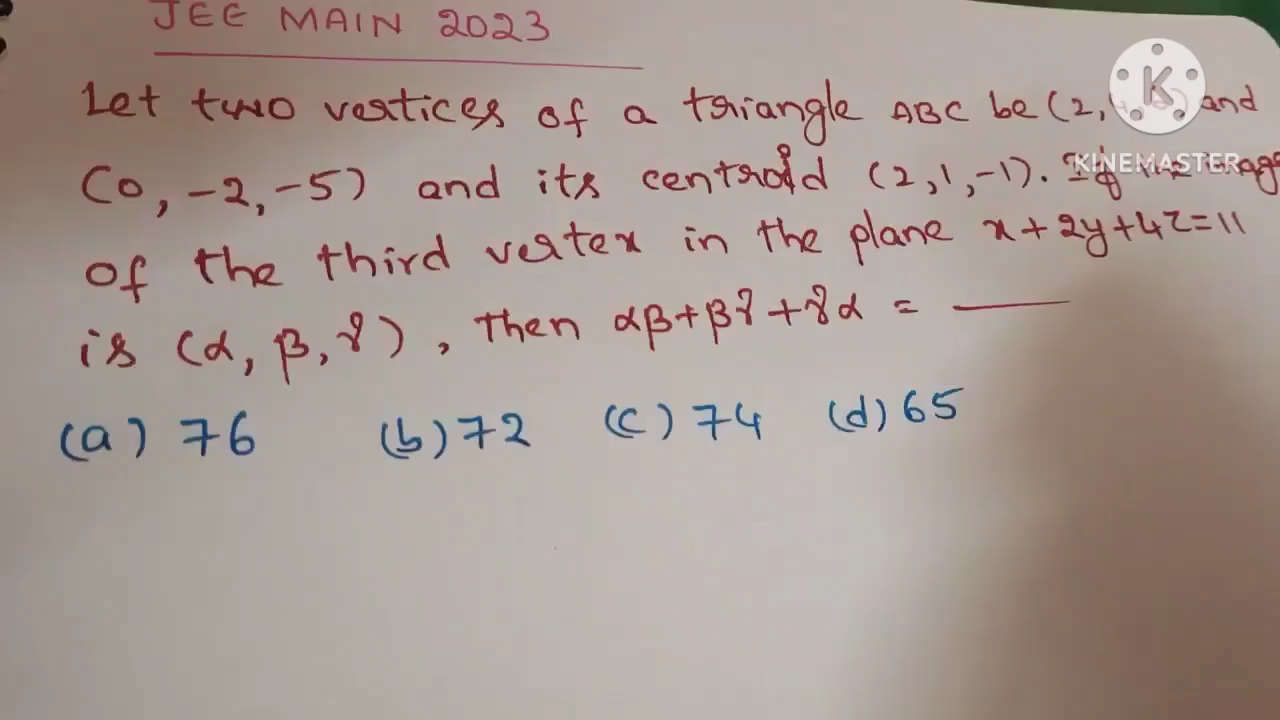 JEE MAIN 2023
Let two vertices of a triangle ABC be (2, and
(0, -2, -5) and its centroid (2, 1, -1). If
of the third vertex in the plane x + 2y + 4z = 11
is (α, β, γ), then αβ + βγ + γα = ———
(a) 76 (b) 72 (c) 74 (d) 65
K
KINEMASTER